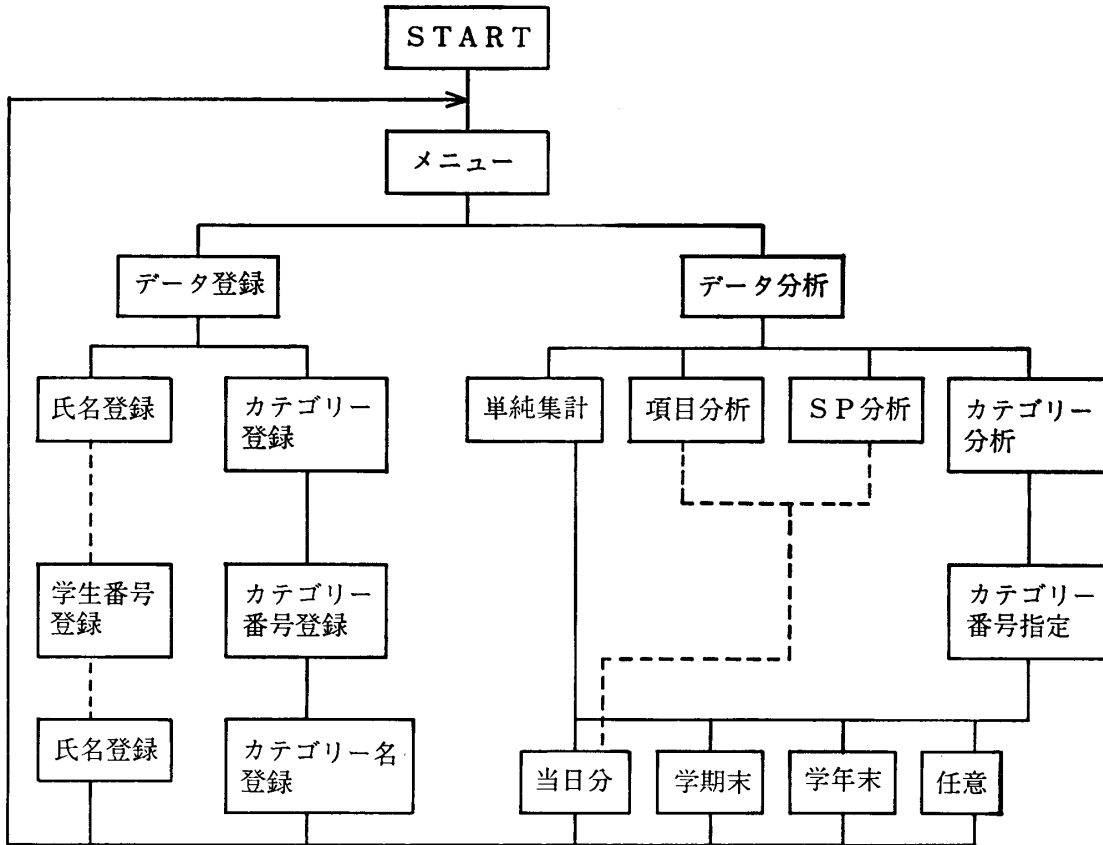 ＳＴＡＲＴ
メニュー
データ登録
データ分析
氏名登録
カテゴリー
登録
単純集計
項目分析
ＳＰ分析
カテゴリー
分析
学生番号
登録
カテゴリー
番号登録
カテゴリー
番号指定
氏名登録
カテゴリー名
登録
当日分
学期末
学年末
任意